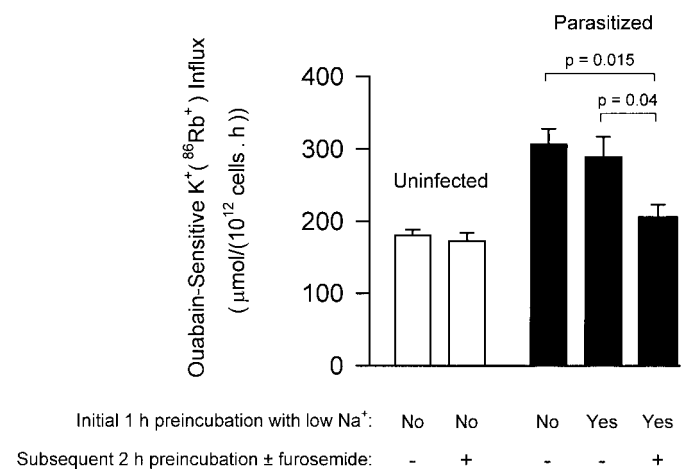 Parasitized
p = 0.015
p = 0.04
Ouabain-Sensitive K⁺(⁸⁶Rb⁺) Influx
(μmol/(10¹² cells . h))
400
300
200
100
0
Uninfected
Initial 1 h preincubation with low Na⁺: No No No Yes Yes
Subsequent 2 h preincubation ± furosemide: - + - - +